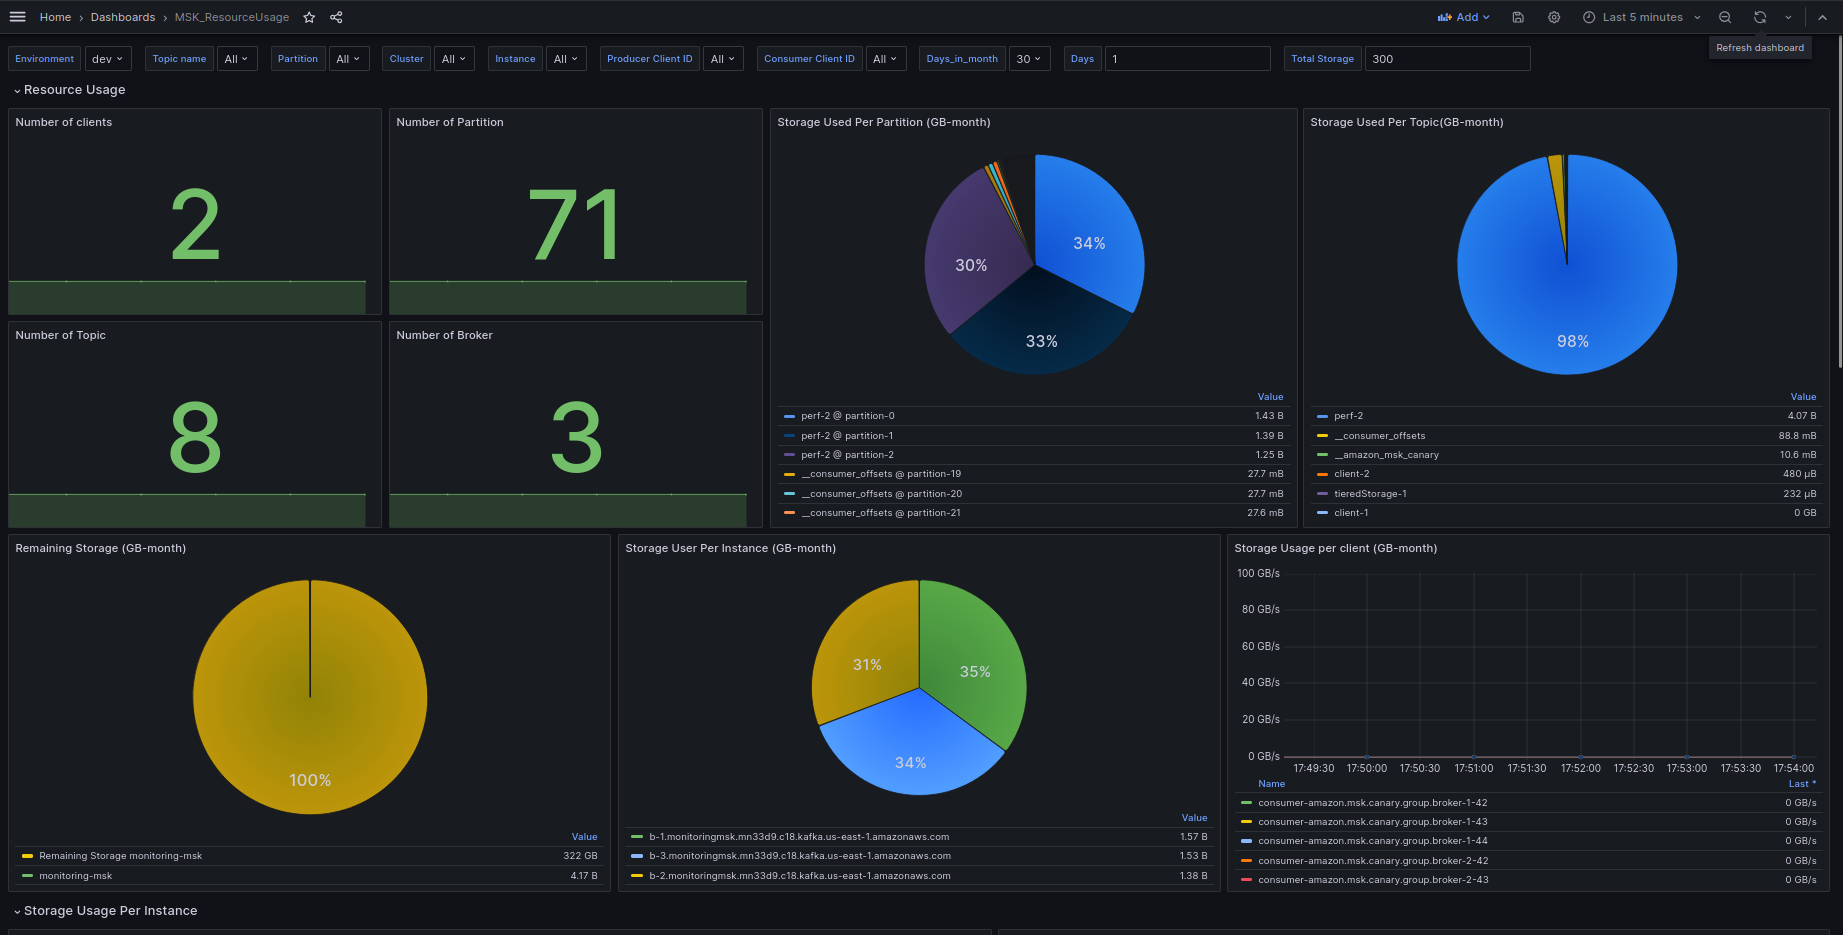 Home › Dashboards › MSK_ResourceUsage
Add
Last 5 minutes
Refresh dashboard
Environment dev Topic name All Partition All Cluster All Instance All Producer Client ID All Consumer Client ID All Days_in_month 30 Days 1 Total Storage 300
Resource Usage
Number of clients
2
Number of Partition
71
Number of Topic
8
Number of Broker
3
Storage Used Per Partition (GB-month)
34%
30%
33%
Value
perf-2 @ partition-0 1.43 B
perf-2 @ partition-1 1.39 B
perf-2 @ partition-2 1.25 B
__consumer_offsets @ partition-19 27.7 mB
__consumer_offsets @ partition-20 27.7 mB
__consumer_offsets @ partition-21 27.6 mB
Storage Used Per Topic(GB-month)
98%
Value
perf-2 4.07 B
__consumer_offsets 88.8 mB
__amazon_msk_canary 10.6 mB
client-2 480 µB
tieredStorage-1 232 µB
client-1 0 GB
Remaining Storage (GB-month)
100%
Value
Remaining Storage monitoring-msk 322 GB
monitoring-msk 4.17 B
Storage User Per Instance (GB-month)
31%
35%
34%
Value
b-1.monitoringmsk.mn33d9.c18.kafka.us-east-1.amazonaws.com 1.57 B
b-3.monitoringmsk.mn33d9.c18.kafka.us-east-1.amazonaws.com 1.53 B
b-2.monitoringmsk.mn33d9.c18.kafka.us-east-1.amazonaws.com 1.38 B
Storage Usage per client (GB-month)
100 GB/s
80 GB/s
60 GB/s
40 GB/s
20 GB/s
0 GB/s
17:49:30 17:50:00 17:50:30 17:51:00 17:51:30 17:52:00 17:52:30 17:53:00 17:53:30 17:54:00
Name Last *
consumer-amazon.msk.canary.group.broker-1-42 0 GB/s
consumer-amazon.msk.canary.group.broker-1-43 0 GB/s
consumer-amazon.msk.canary.group.broker-1-44 0 GB/s
consumer-amazon.msk.canary.group.broker-2-42 0 GB/s
consumer-amazon.msk.canary.group.broker-2-43 0 GB/s
Storage Usage Per Instance